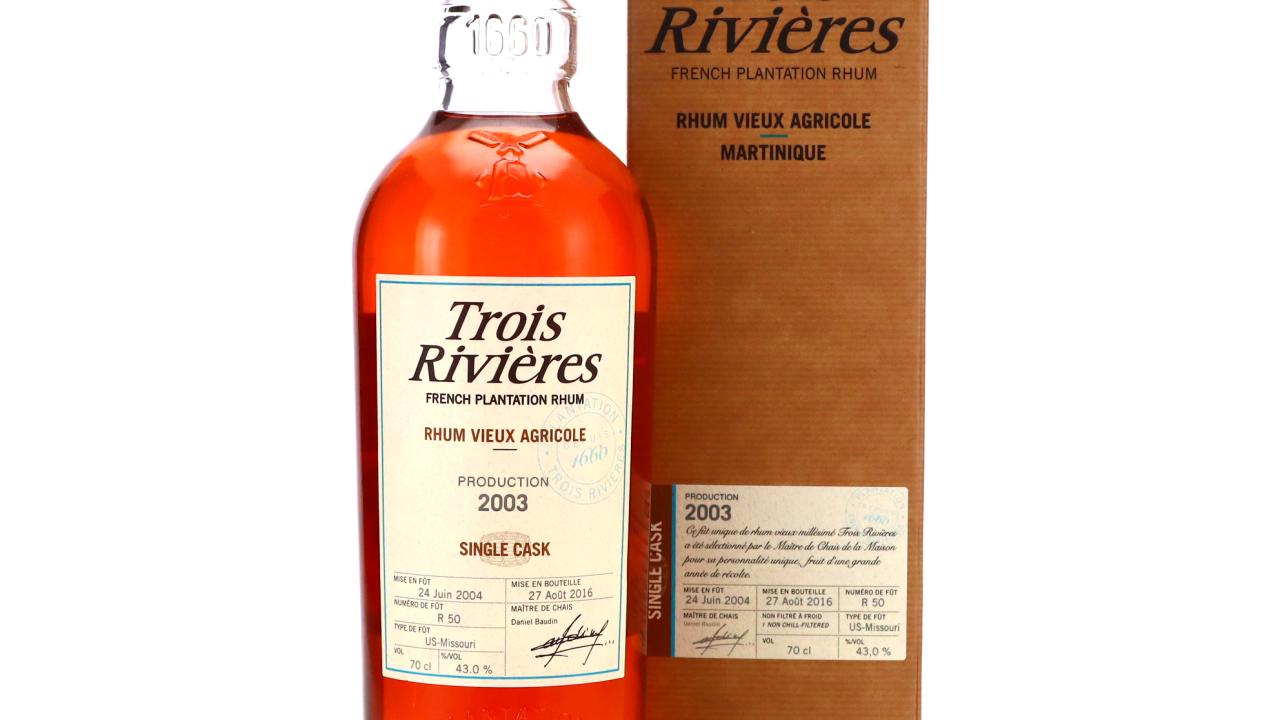 1660
Trois
Rivières
FRENCH PLANTATION RHUM
RHUM VIEUX AGRICOLE
PLANTATION
DEPUIS
1660
TROIS RIVIÈRES
PRODUCTION
2003
SINGLE CASK
MISE EN FÛT
24 Juin 2004
NUMÉRO DE FÛT
R 50
TYPE DE FÛT
US-Missouri
VOL
70 cl
%/VOL
43.0 %
MISE EN BOUTEILLE
27 Août 2016
MAÎTRE DE CHAIS
Daniel Baudin
Rivières
FRENCH PLANTATION RHUM
RHUM VIEUX AGRICOLE
MARTINIQUE
SINGLE CASK
PRODUCTION
2003
1660
Ce fût unique de rhum vieux millésimé Trois Rivières
a été sélectionné par le Maître de Chais de la Maison
pour sa personnalité unique, fruit d'une grande
année de récolte.
MISE EN FÛT
24 Juin 2004
MISE EN BOUTEILLE
27 Août 2016
NUMÉRO DE FÛT
R 50
MAÎTRE DE CHAIS
Daniel Baudin
NON FILTRÉ À FROID
/ NON CHILL-FILTERED
TYPE DE FÛT
US-Missouri
VOL
70 cl
%/VOL
43,0 %